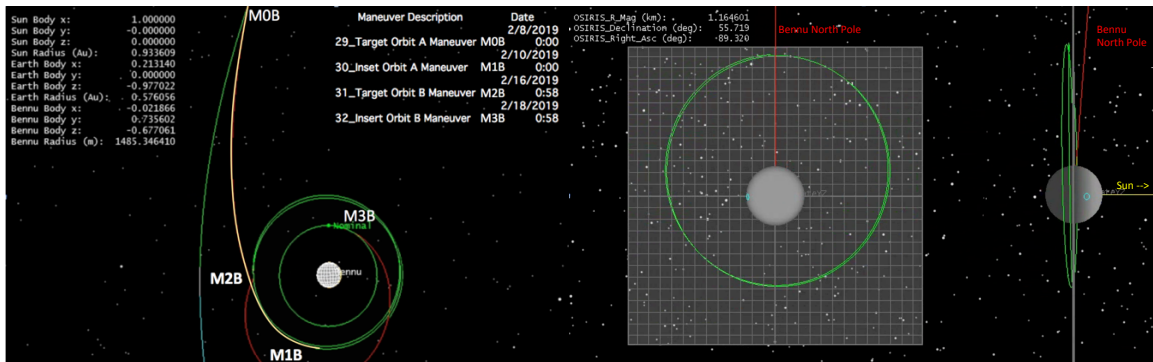 Sun Body x: 1.000000
Sun Body y: -0.000000
Sun Body z: 0.000000
Sun Radius (Au): 0.933609
Earth Body x: 0.213140
Earth Body y: 0.000000
Earth Body z: -0.977022
Earth Radius (Au): 0.576056
Bennu Body x: -0.021866
Bennu Body y: 0.735602
Bennu Body z: -0.677061
Bennu Radius (m): 1485.346410
M0B
Maneuver Description Date
2/8/2019
29_Target Orbit A Maneuver M0B 0:00
2/10/2019
30_Inset Orbit A Maneuver M1B 0:00
2/16/2019
31_Target Orbit B Maneuver M2B 0:58
2/18/2019
32_Insert Orbit B Maneuver M3B 0:58
M3B
Nominal
M2B
M1B
OSIRIS_R_Mag (km): 1.164601
OSIRIS_Declination (deg): 55.719
OSIRIS_Right_Asc (deg): -89.320
Bennu North Pole
Bennu
North Pole
Sun -->